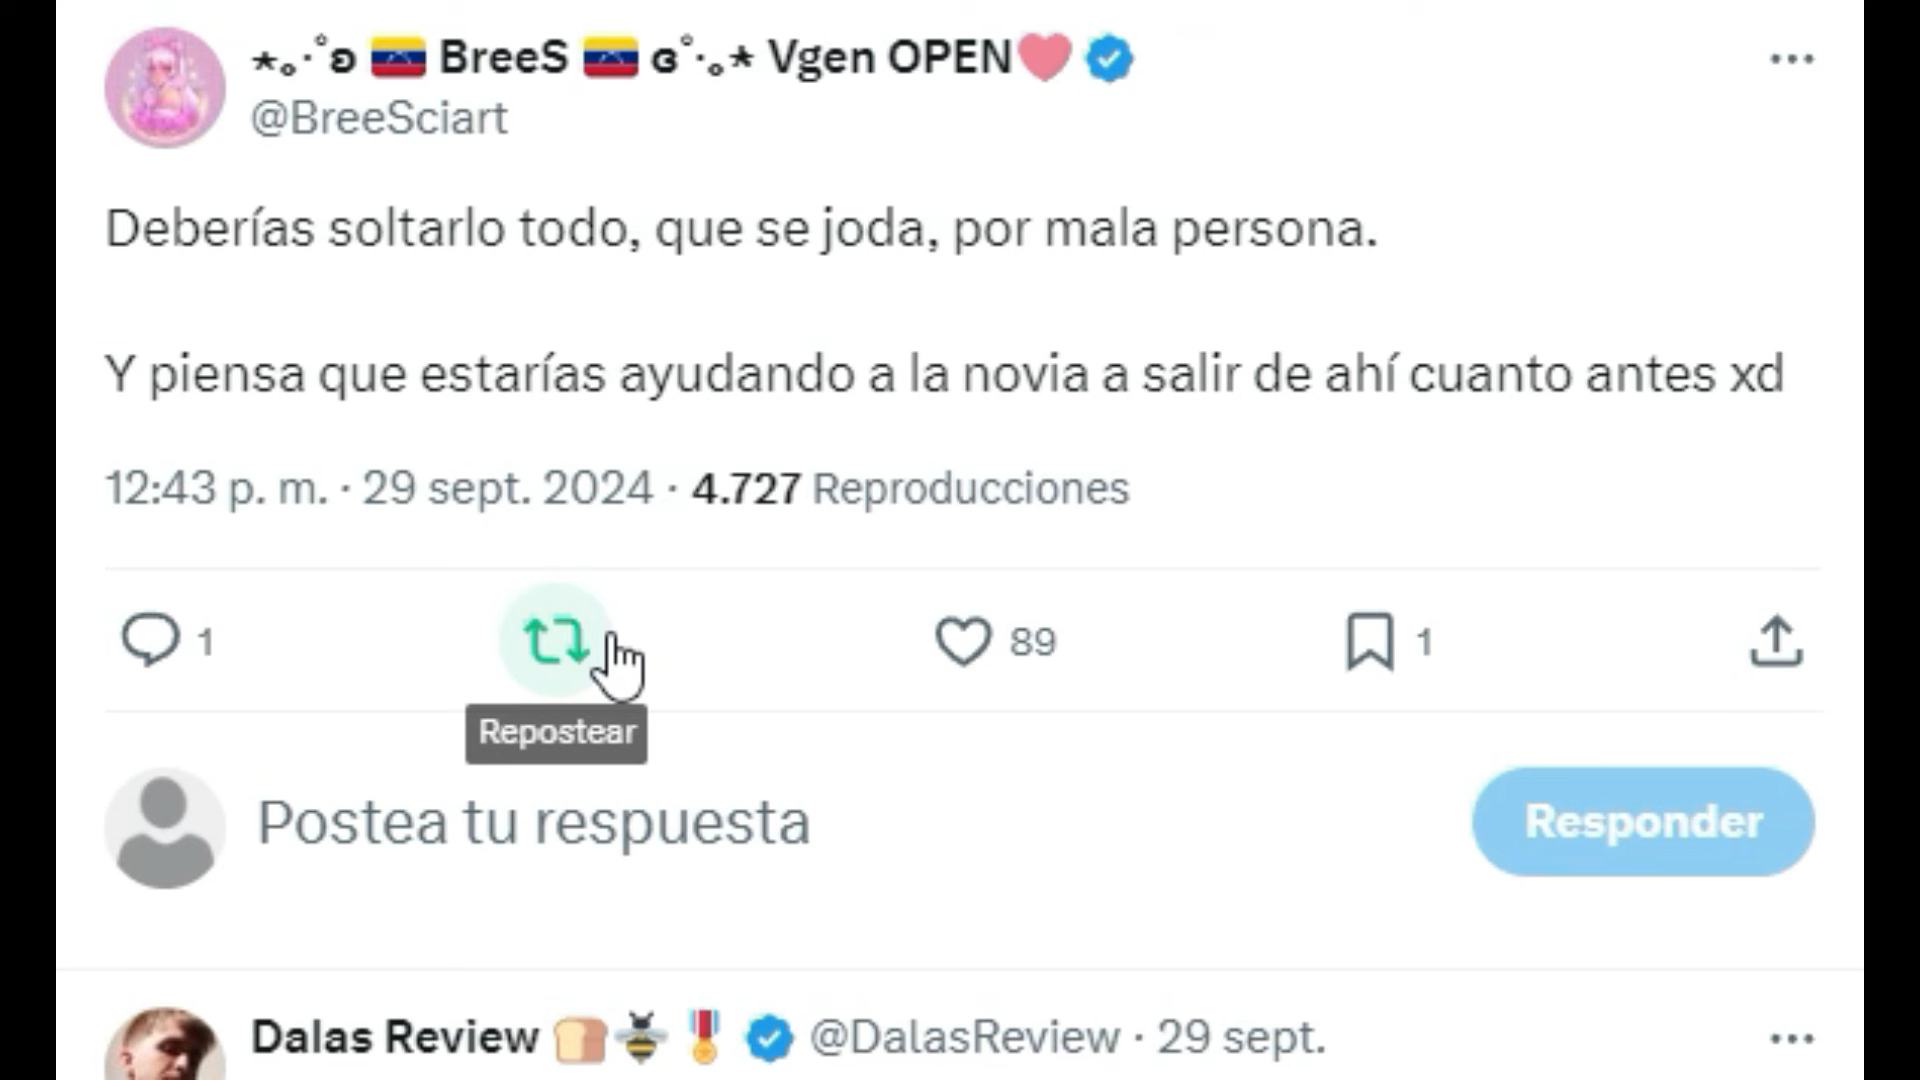 ⋆｡‧˚ʚ 🇻🇪 BreeS 🇻🇪 ɞ˚‧｡⋆ Vgen OPEN🩷
@BreeSciart
Deberías soltarlo todo, que se joda, por mala persona.
Y piensa que estarías ayudando a la novia a salir de ahí cuanto antes xd
12:43 p. m. · 29 sept. 2024 · 4.727 Reproducciones
1 89 1
Repostear
Postea tu respuesta
Responder
Dalas Review 🍞🐝🎖️ @DalasReview · 29 sept.